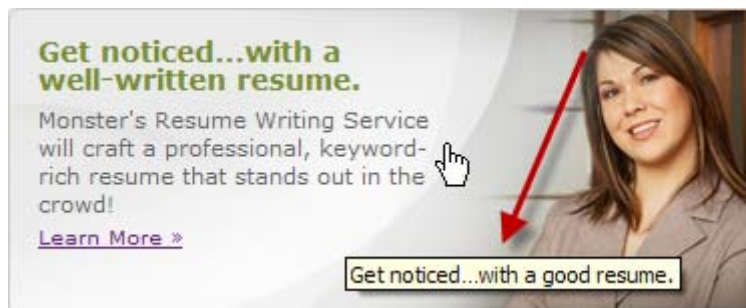 Get noticed...with a
well-written resume.
Monster's Resume Writing Service
will craft a professional, keyword-
rich resume that stands out in the
crowd!
Learn More »
Get noticed...with a good resume.